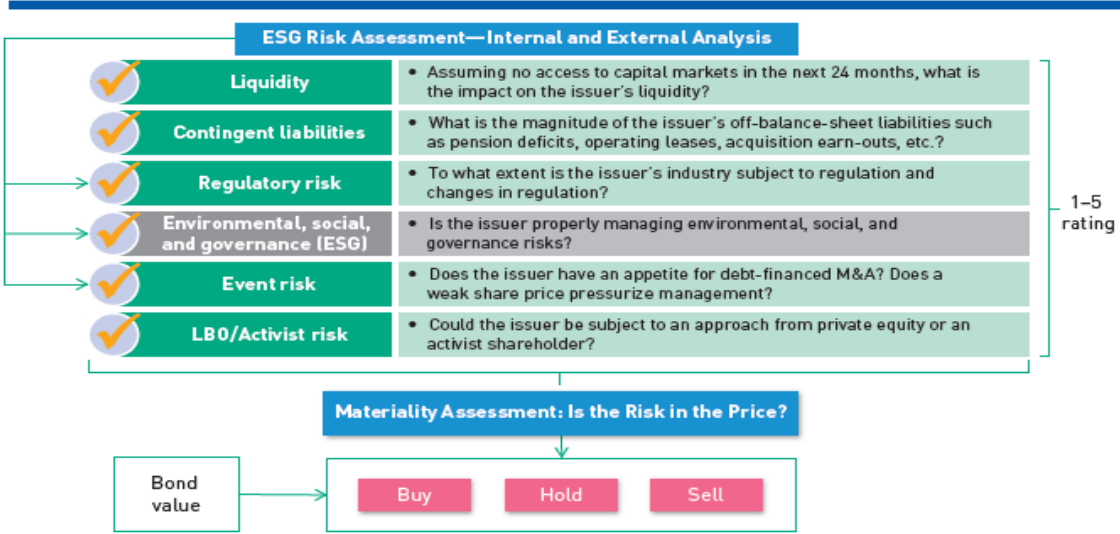 ESG Risk Assessment—Internal and External Analysis
Liquidity
• Assuming no access to capital markets in the next 24 months, what is
the impact on the issuer's liquidity?
Contingent liabilities
• What is the magnitude of the issuer's off-balance-sheet liabilities such
as pension deficits, operating leases, acquisition earn-outs, etc.?
Regulatory risk
• To what extent is the issuer's industry subject to regulation and
changes in regulation?
Environmental, social,
and governance (ESG)
• Is the issuer properly managing environmental, social, and
governance risks?
Event risk
• Does the issuer have an appetite for debt-financed M&A? Does a
weak share price pressurize management?
LBO/Activist risk
• Could the issuer be subject to an approach from private equity or an
activist shareholder?
1–5
rating
Materiality Assessment: Is the Risk in the Price?
Bond
value
Buy
Hold
Sell